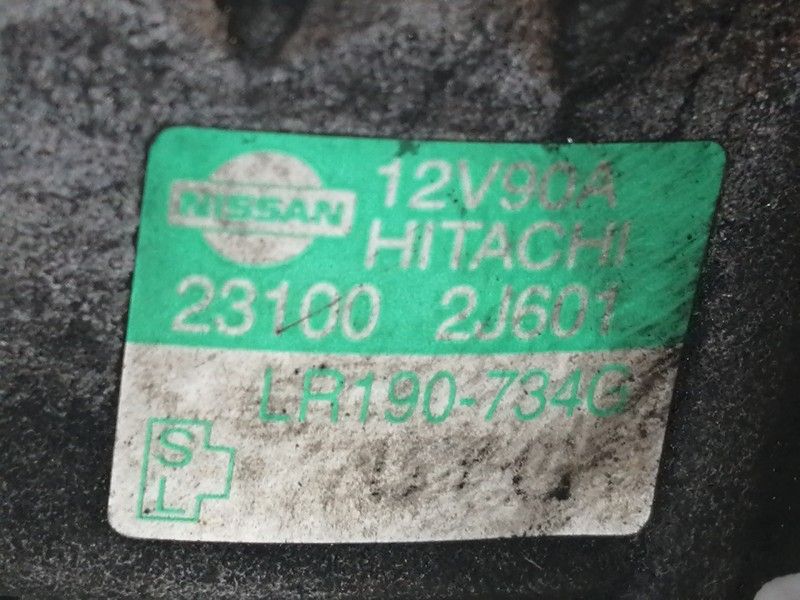 NISSAN 12V90A
HITACHI
23100 2J601
LR190-734G
S
L